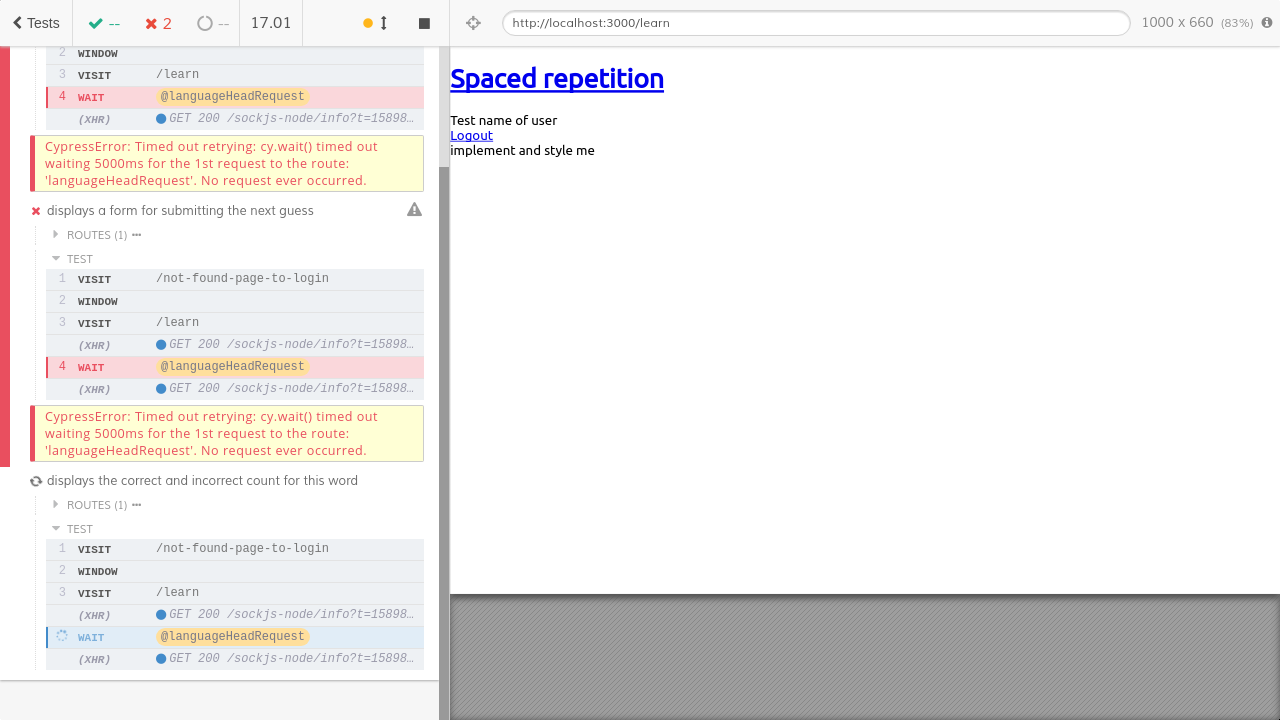 Tests
--
2
--
17.01
http://localhost:3000/learn
1000 x 660 (83%)
2 WINDOW
3 VISIT /learn
4 WAIT @languageHeadRequest
(XHR) GET 200 /sockjs-node/info?t=15898…
CypressError: Timed out retrying: cy.wait() timed out
waiting 5000ms for the 1st request to the route:
'languageHeadRequest'. No request ever occurred.
displays a form for submitting the next guess
ROUTES (1)
TEST
1 VISIT /not-found-page-to-login
2 WINDOW
3 VISIT /learn
(XHR) GET 200 /sockjs-node/info?t=15898…
4 WAIT @languageHeadRequest
(XHR) GET 200 /sockjs-node/info?t=15898…
CypressError: Timed out retrying: cy.wait() timed out
waiting 5000ms for the 1st request to the route:
'languageHeadRequest'. No request ever occurred.
displays the correct and incorrect count for this word
ROUTES (1)
TEST
1 VISIT /not-found-page-to-login
2 WINDOW
3 VISIT /learn
(XHR) GET 200 /sockjs-node/info?t=15898…
WAIT @languageHeadRequest
(XHR) GET 200 /sockjs-node/info?t=15898…
Spaced repetition
Test name of user
Logout
implement and style me